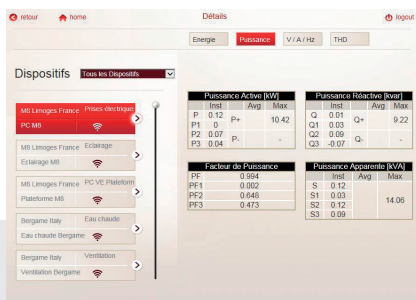 retour home Détails logout
Energie Puissance V / A / Hz THD
Dispositifs Tous les Dispositifs
M8 Limoges France Prises électrique
PC M8
M8 Limoges France Eclairage
Eclairage M8
M8 Limoges France PC VE Plateform
Plateforme M8
Bergame Italy Eau chaude
Eau chaude Bergame
Bergame Italy Ventilation
Ventilation Bergame
Puissance Active [kW]
Inst Avg Max
P 0.12 P+ 10.42
P1 0
P2 0.07 P- -
P3 0.04
Puissance Réactive [kvar]
Inst Avg Max
Q 0.01 Q+ 9.22
Q1 0.03
Q2 0.09 Q- -
Q3 -0.07
Facteur de Puissance
PF 0.994
PF1 0.002
PF2 0.648
PF3 0.473
Puissance Apparente [kVA]
Inst Avg Max
S 0.12 14.06
S1 0.03
S2 0.12
S3 0.09